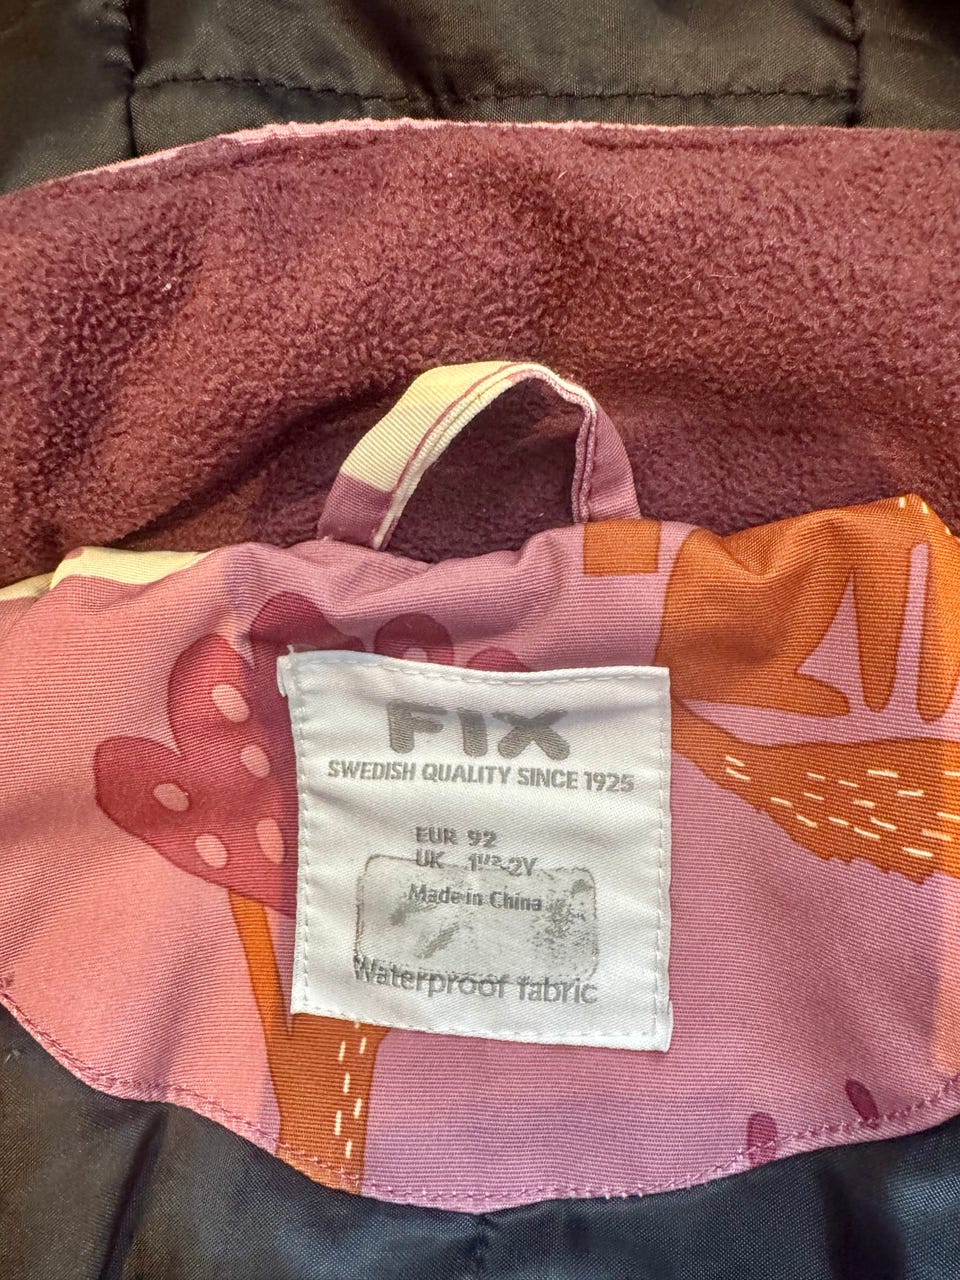 FIX
SWEDISH QUALITY SINCE 1925
EUR 92
UK 1½-2Y
Made in China
Waterproof fabric